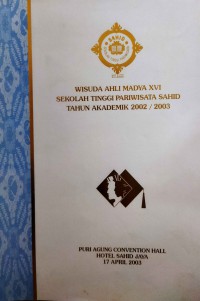 SAHID
WISUDA AHLI MADYA XVI
SEKOLAH TINGGI PARIWISATA SAHID
TAHUN AKADEMIK 2002 / 2003
PURI AGUNG CONVENTION HALL
HOTEL SAHID JAYA
17 APRIL 2003